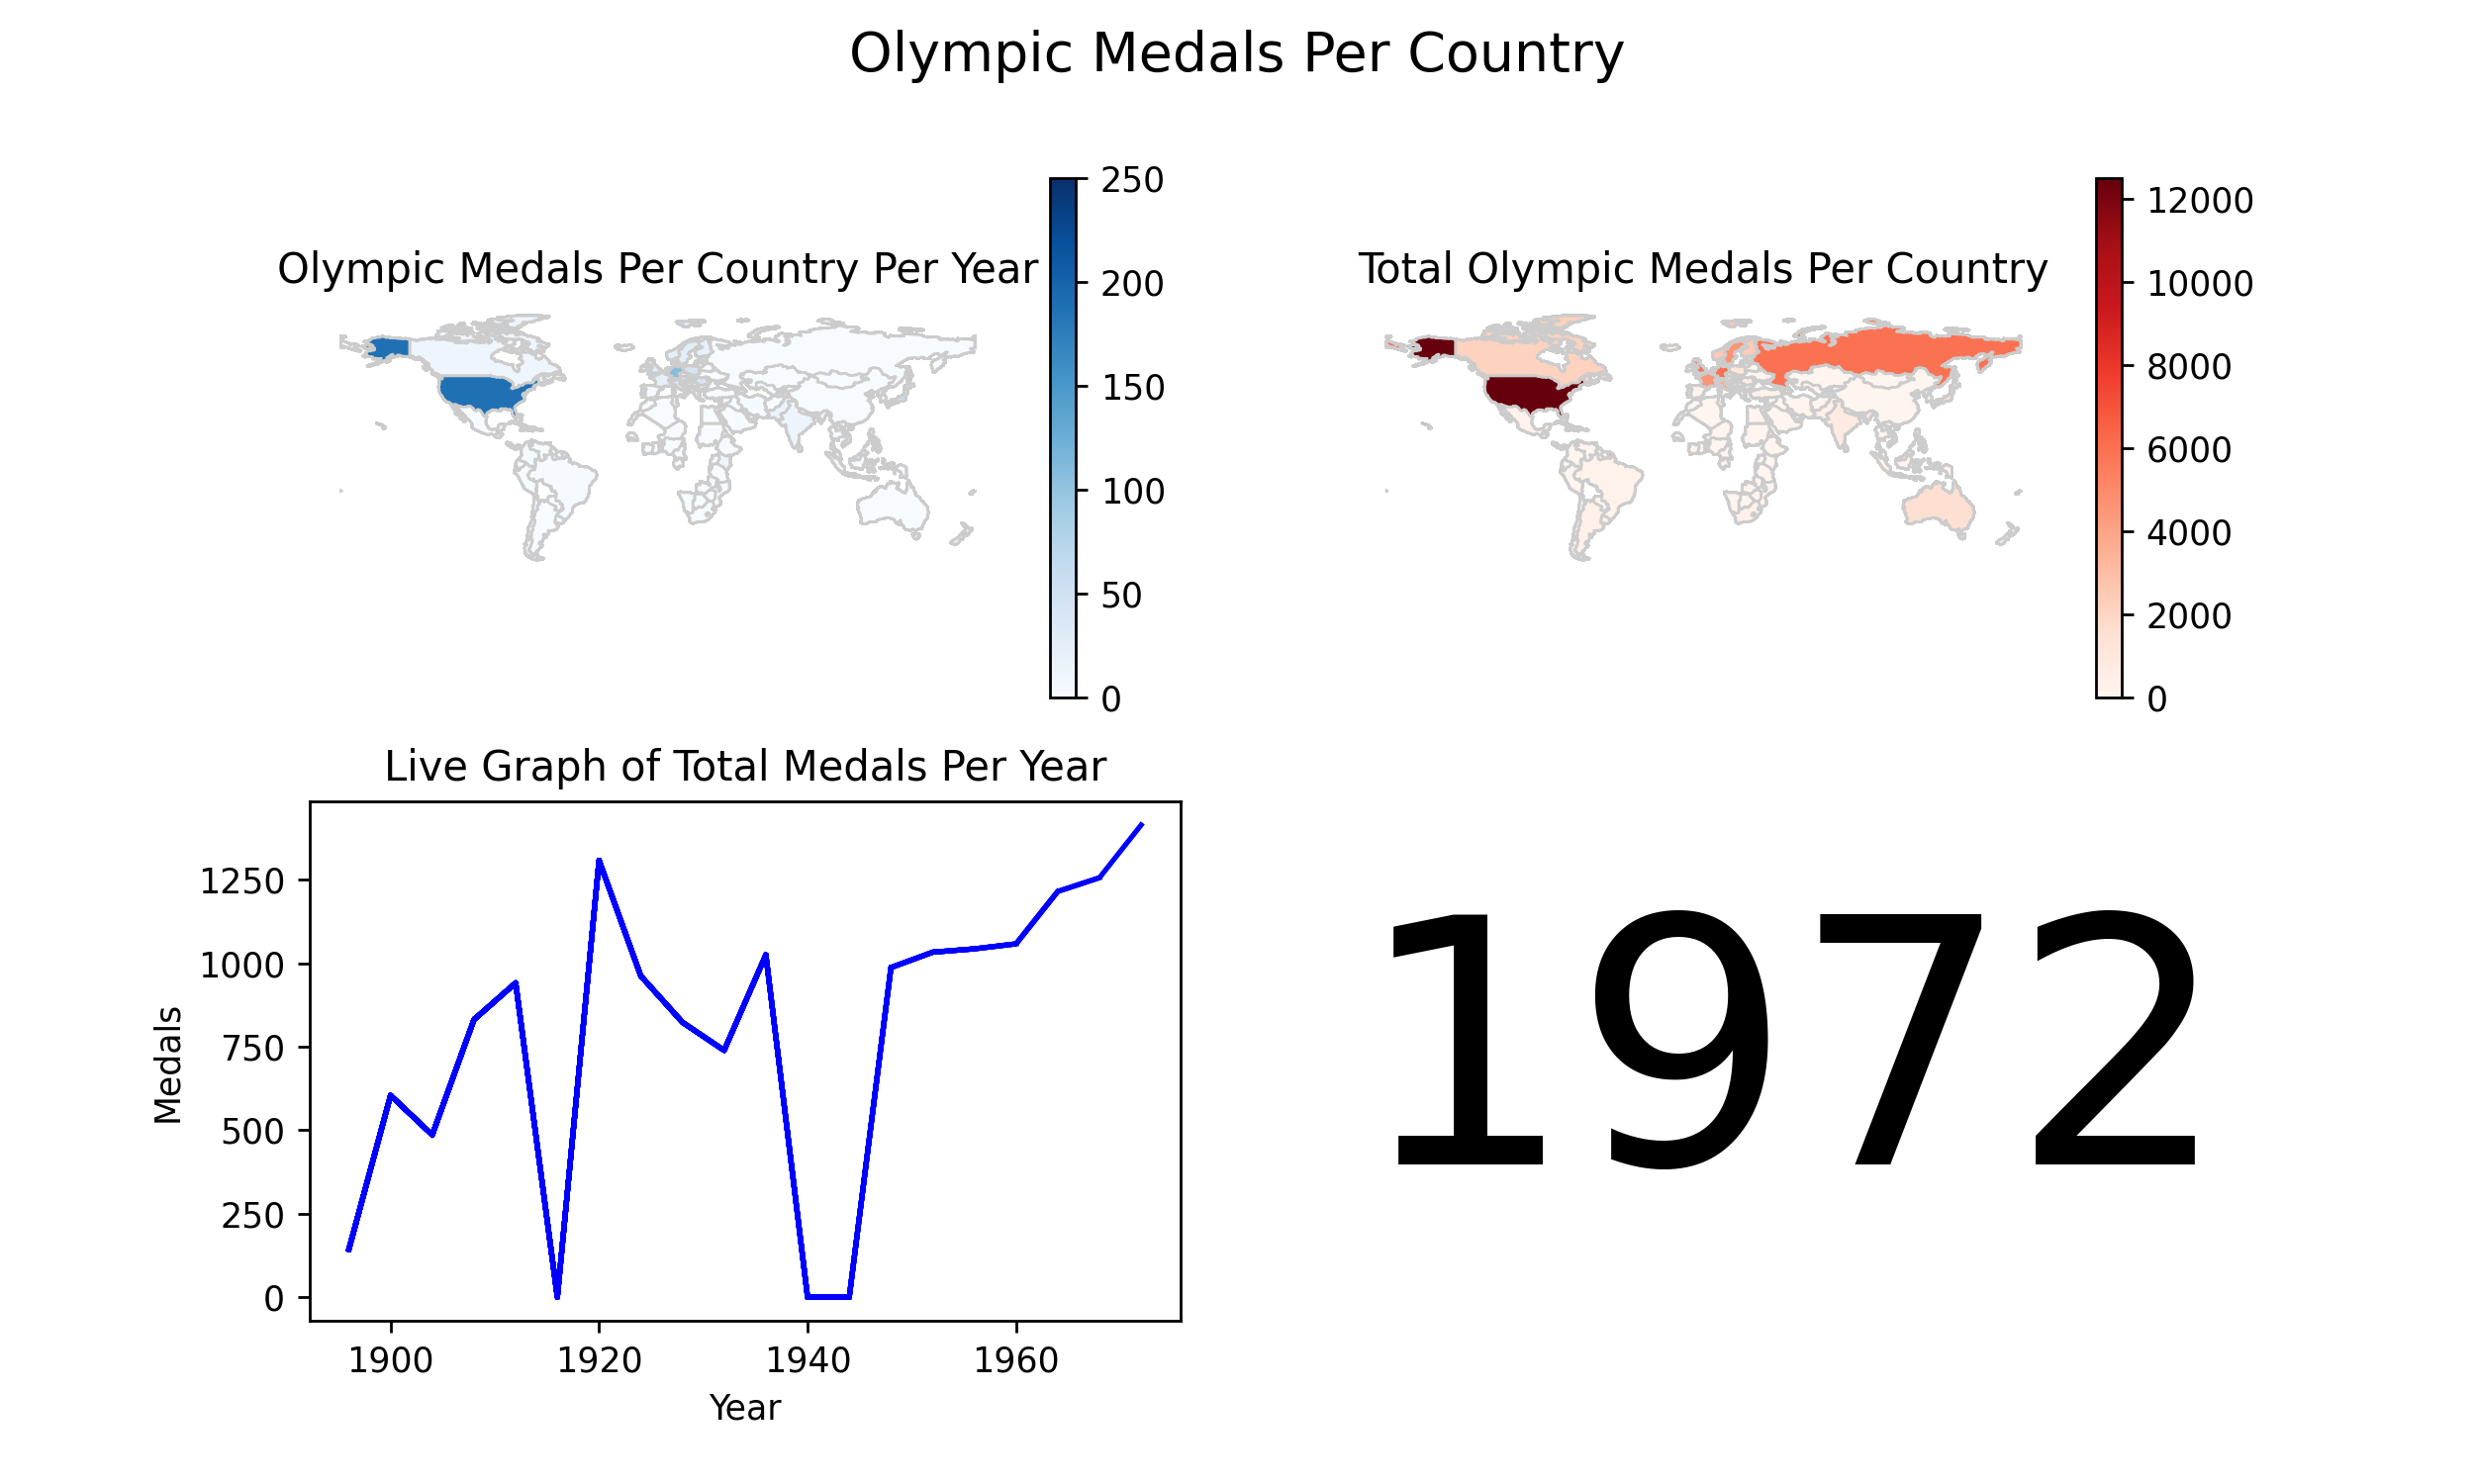 Olympic Medals Per Country
Olympic Medals Per Country Per Year
250
200
150
100
50
0
Total Olympic Medals Per Country
12000
10000
8000
6000
4000
2000
0
Live Graph of Total Medals Per Year
Medals
1250
1000
750
500
250
0
1900 1920 1940 1960
Year
1972